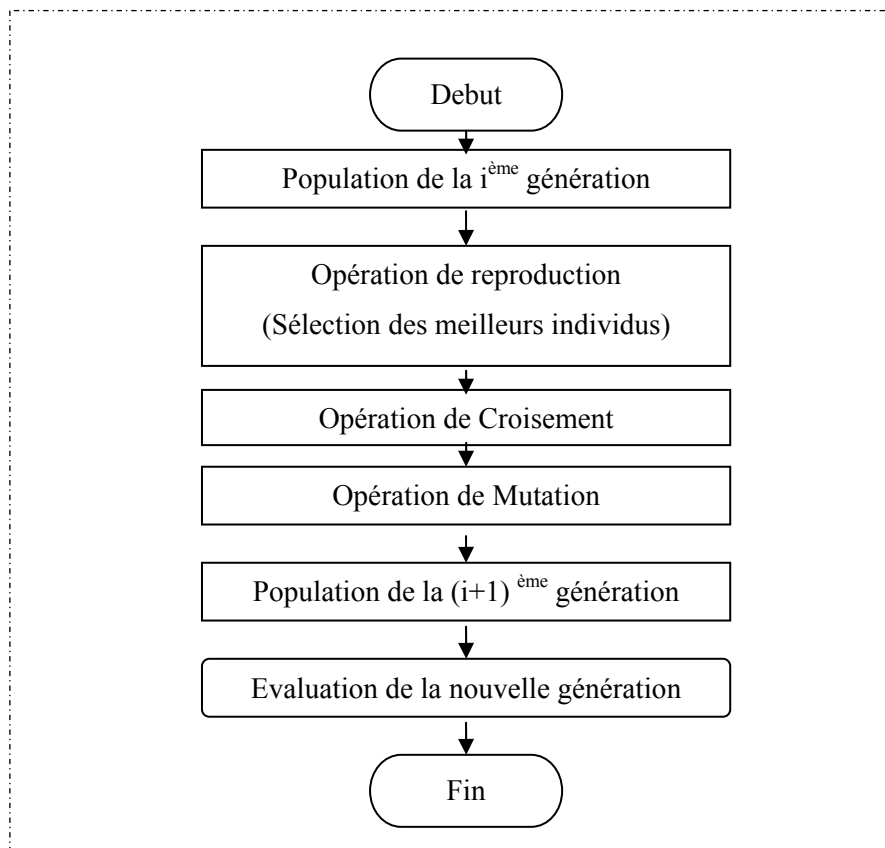 Debut
Population de la i ème génération
Opération de reproduction
(Sélection des meilleurs individus)
Opération de Croisement
Opération de Mutation
Population de la (i+1) ème génération
Evaluation de la nouvelle génération
Fin